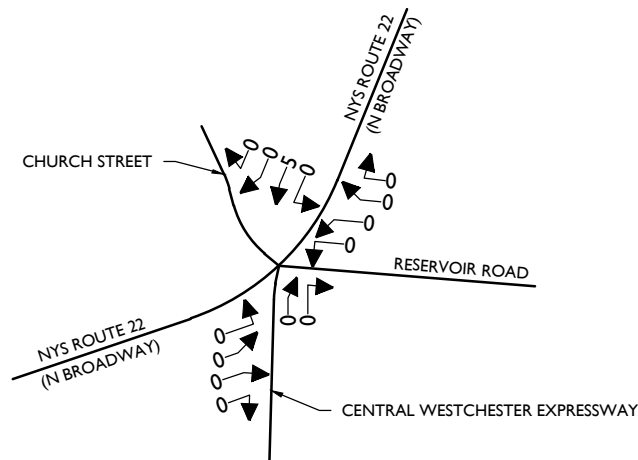 NYS ROUTE 22
(N BROADWAY)
CHURCH STREET
0
0
5
0
0
0
0
0
RESERVOIR ROAD
0
0
NYS ROUTE 22
(N BROADWAY)
0
0
0
0
CENTRAL WESTCHESTER EXPRESSWAY